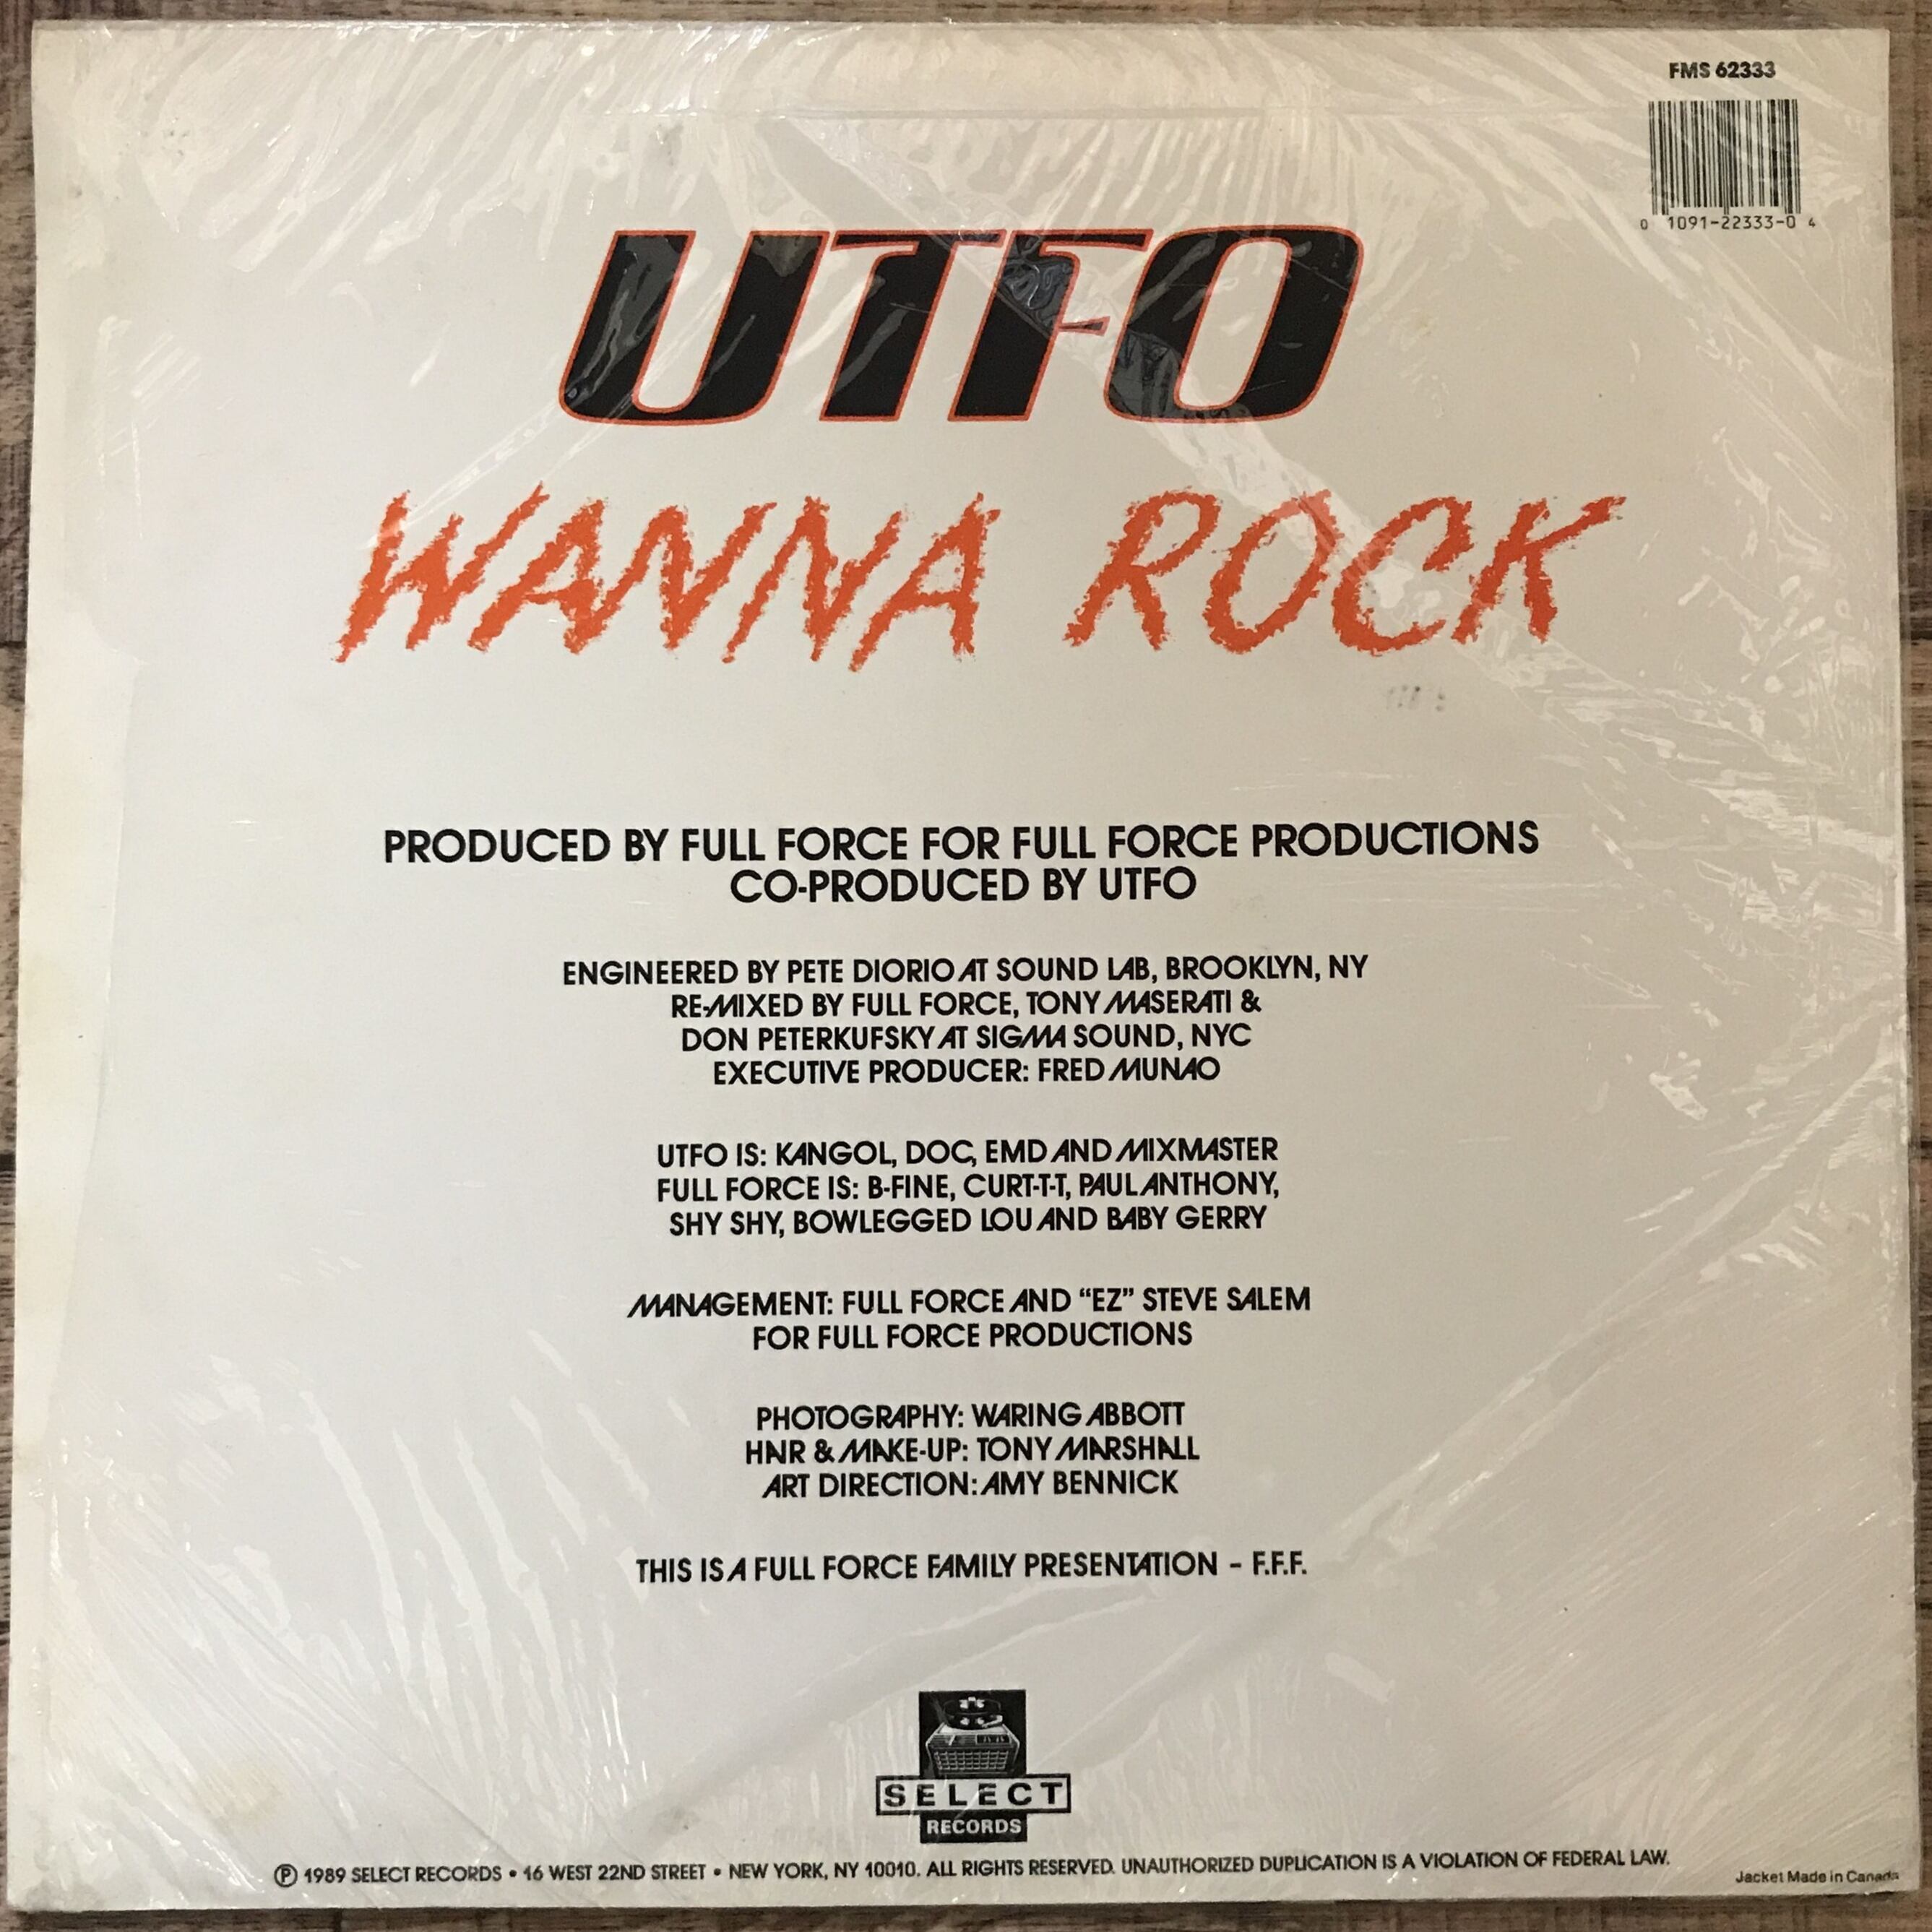 FMS 62333
0 1091-22333-0 4
UTFO
WANNA ROCK
PRODUCED BY FULL FORCE FOR FULL FORCE PRODUCTIONS
CO-PRODUCED BY UTFO
ENGINEERED BY PETE DIORIO AT SOUND LAB, BROOKLYN, NY
RE-MIXED BY FULL FORCE, TONY MASERATI &
DON PETERKUFSKY AT SIGMA SOUND, NYC
EXECUTIVE PRODUCER: FRED MUNAO
UTFO IS: KANGOL, DOC, EMD AND MIXMASTER
FULL FORCE IS: B-FINE, CURT-T-T, PAUL ANTHONY,
SHY SHY, BOWLEGGED LOU AND BABY GERRY
MANAGEMENT: FULL FORCE AND “EZ” STEVE SALEM
FOR FULL FORCE PRODUCTIONS
PHOTOGRAPHY: WARING ABBOTT
HAIR & MAKE-UP: TONY MARSHALL
ART DIRECTION: AMY BENNICK
THIS IS A FULL FORCE FAMILY PRESENTATION – F.F.F.
SELECT
RECORDS
Ⓟ 1989 SELECT RECORDS • 16 WEST 22ND STREET • NEW YORK, NY 10010. ALL RIGHTS RESERVED. UNAUTHORIZED DUPLICATION IS A VIOLATION OF FEDERAL LAW.
Jacket Made in Canada